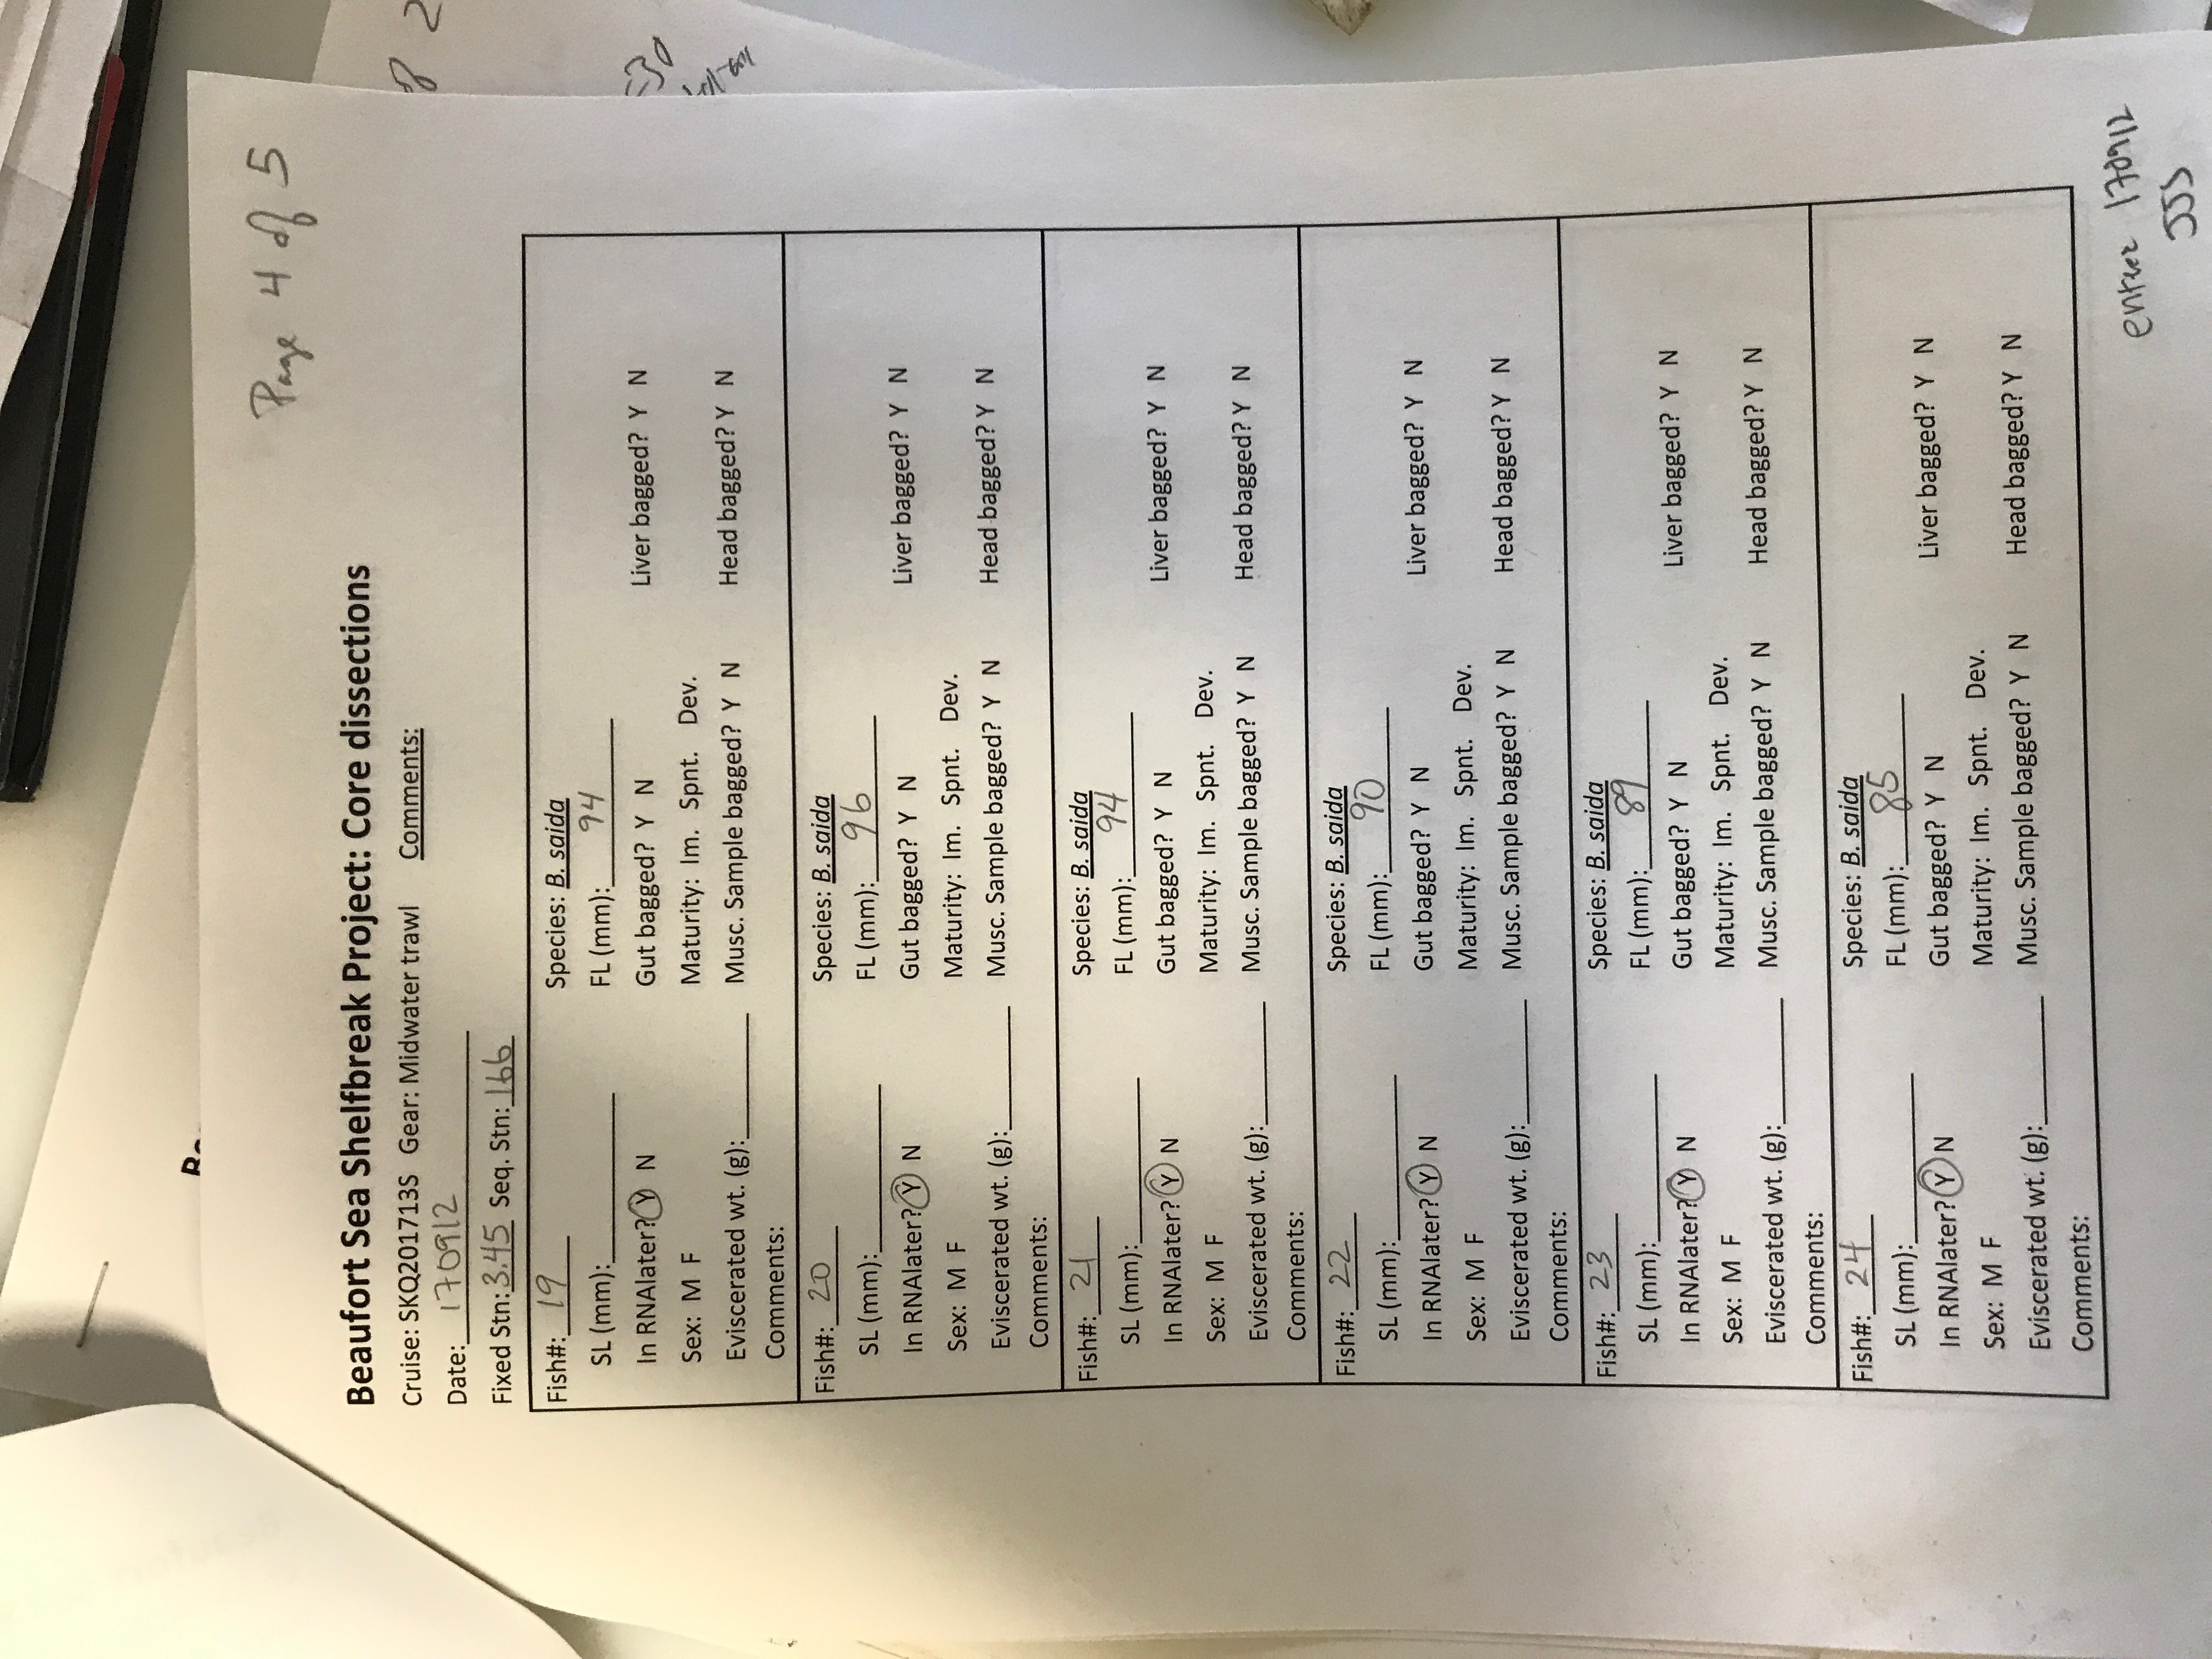 Page 4 of 5
Beaufort Sea Shelfbreak Project: Core dissections
Cruise: SKQ201713S Gear: Midwater trawl Comments:
Date: 170912
Fixed Stn: 3.45 Seq. Stn: 166
Fish#: 19 Species: B. saida
SL (mm): FL (mm): 94
In RNAlater? Y N Gut bagged? Y N Liver bagged? Y N
Sex: M F Maturity: Im. Spnt. Dev.
Eviscerated wt. (g): Musc. Sample bagged? Y N Head bagged? Y N
Comments:
Fish#: 20 Species: B. saida
SL (mm): FL (mm): 96
In RNAlater? Y N Gut bagged? Y N Liver bagged? Y N
Sex: M F Maturity: Im. Spnt. Dev.
Eviscerated wt. (g): Musc. Sample bagged? Y N Head bagged? Y N
Comments:
Fish#: 21 Species: B. saida
SL (mm): FL (mm): 94
In RNAlater? Y N Gut bagged? Y N Liver bagged? Y N
Sex: M F Maturity: Im. Spnt. Dev.
Eviscerated wt. (g): Musc. Sample bagged? Y N Head bagged? Y N
Comments:
Fish#: 22 Species: B. saida
SL (mm): FL (mm): 90
In RNAlater? Y N Gut bagged? Y N Liver bagged? Y N
Sex: M F Maturity: Im. Spnt. Dev.
Eviscerated wt. (g): Musc. Sample bagged? Y N Head bagged? Y N
Comments:
Fish#: 23 Species: B. saida
SL (mm): FL (mm): 89
In RNAlater? Y N Gut bagged? Y N Liver bagged? Y N
Sex: M F Maturity: Im. Spnt. Dev.
Eviscerated wt. (g): Musc. Sample bagged? Y N Head bagged? Y N
Comments:
Fish#: 24 Species: B. saida
SL (mm): FL (mm): 85
In RNAlater? Y N Gut bagged? Y N Liver bagged? Y N
Sex: M F Maturity: Im. Spnt. Dev.
Eviscerated wt. (g): Musc. Sample bagged? Y N Head bagged? Y N
Comments:
170912
JJS